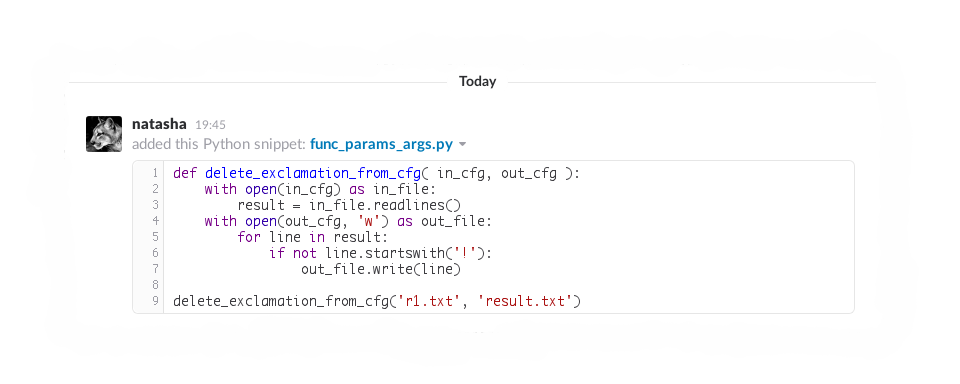 Today
natasha 19:45
added this Python snippet: func_params_args.py
1 def delete_exclamation_from_cfg( in_cfg, out_cfg ):
2     with open(in_cfg) as in_file:
3         result = in_file.readlines()
4     with open(out_cfg, 'w') as out_file:
5         for line in result:
6             if not line.startswith('!'):
7                 out_file.write(line)
8
9 delete_exclamation_from_cfg('r1.txt', 'result.txt')